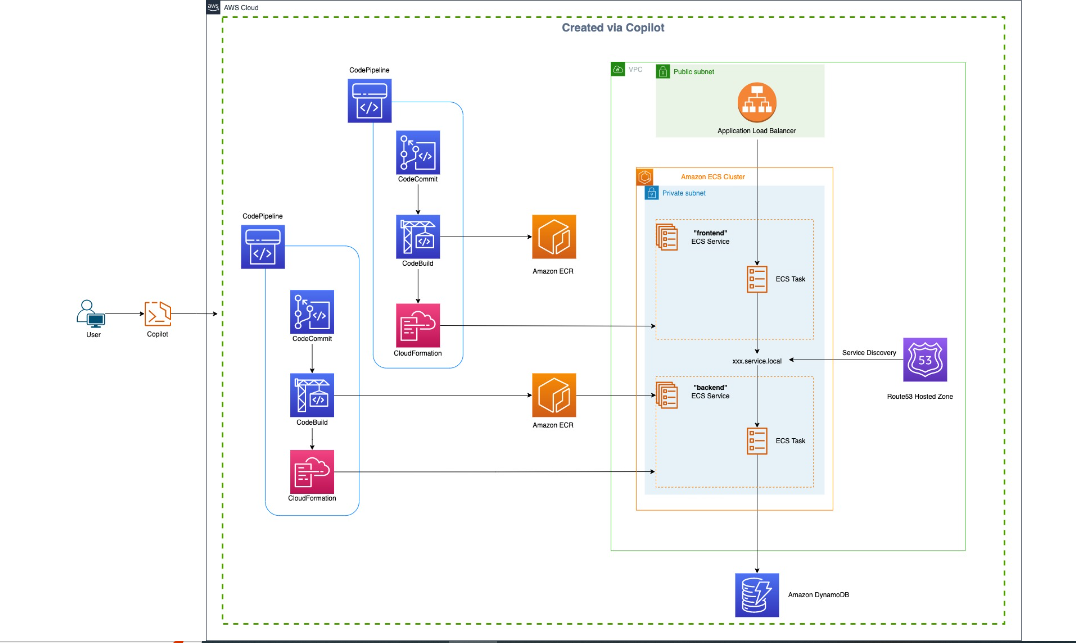 aws
AWS Cloud
Created via Copilot
CodePipeline
VPC
Public subnet
Application Load Balancer
CodeCommit
Amazon ECS Cluster
Private subnet
CodePipeline
"frontend"
ECS Service
CodeBuild
Amazon ECR
ECS Task
User
Copilot
CodeCommit
CloudFormation
xxx.service.local
Service Discovery
53
Route53 Hosted Zone
"backend"
ECS Service
CodeBuild
Amazon ECR
ECS Task
CloudFormation
Amazon DynamoDB